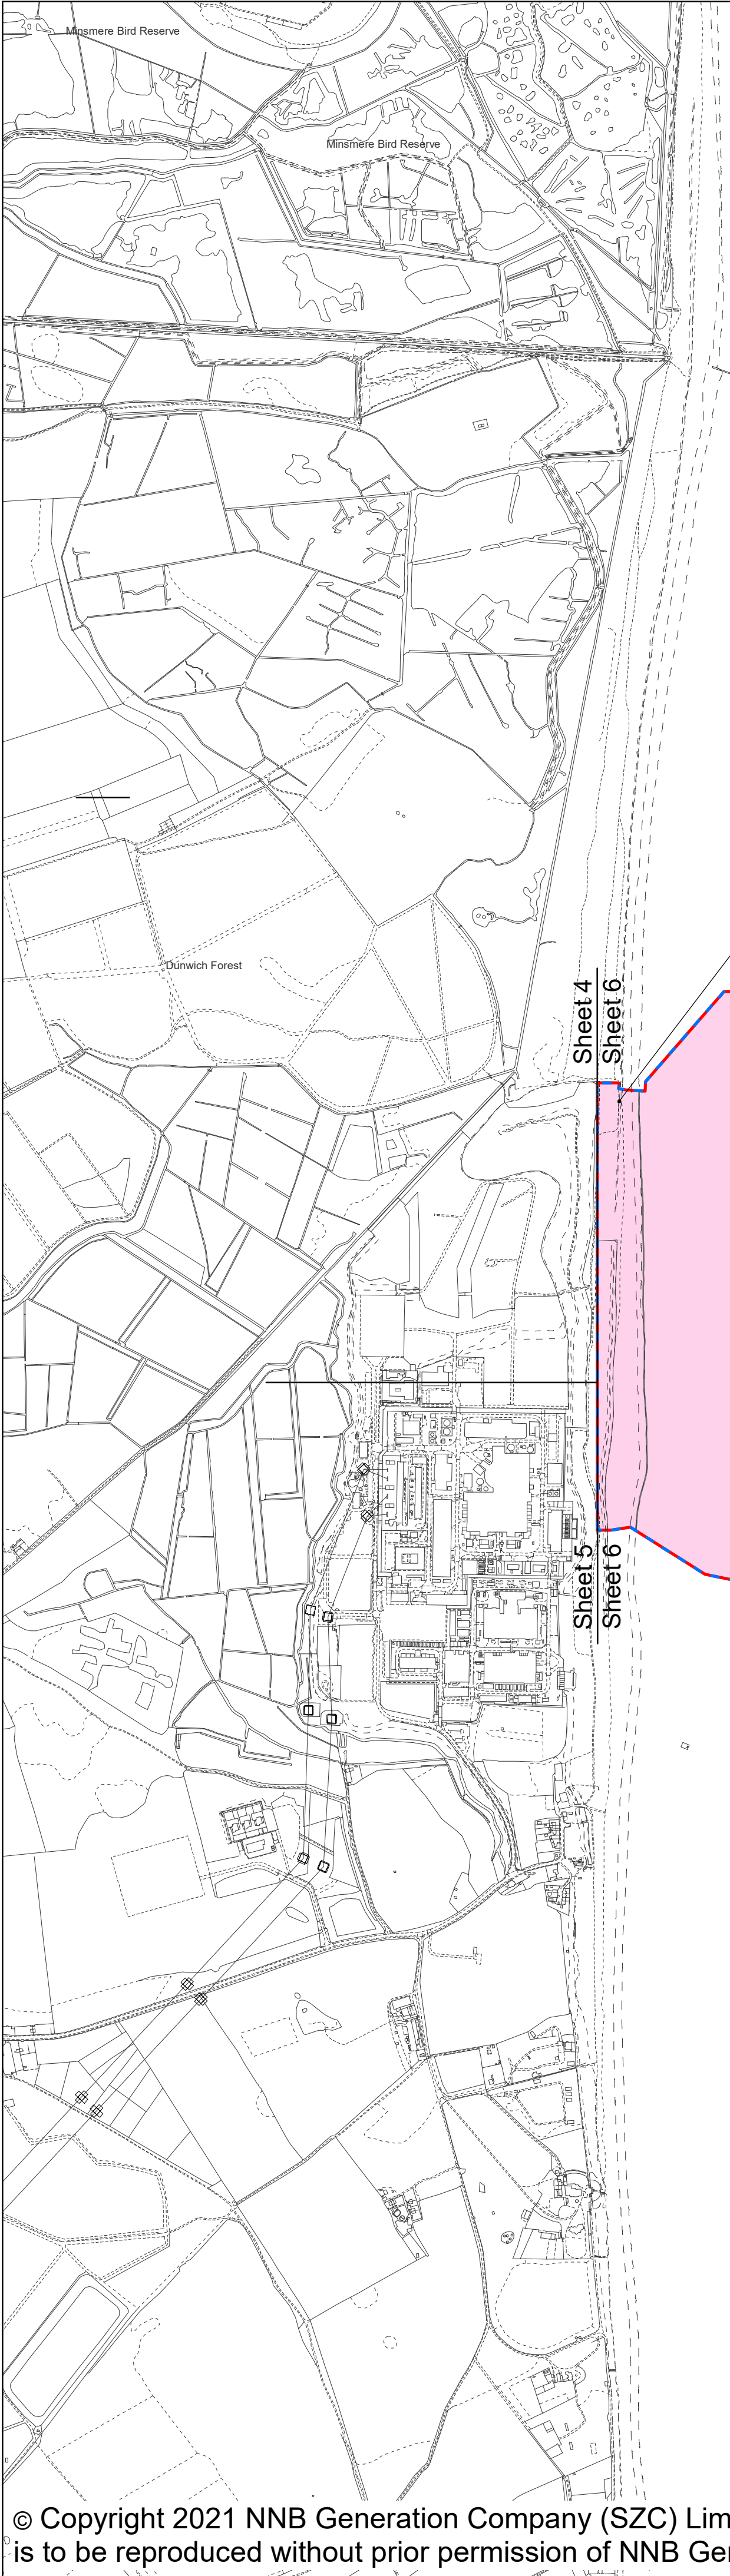 Minsmere Bird Reserve
Minsmere Bird Reserve
Dunwich Forest
Sheet 4
Sheet 6
Sheet 5
Sheet 6
© Copyright 2021 NNB Generation Company (SZC) Lim
is to be reproduced without prior permission of NNB Ge